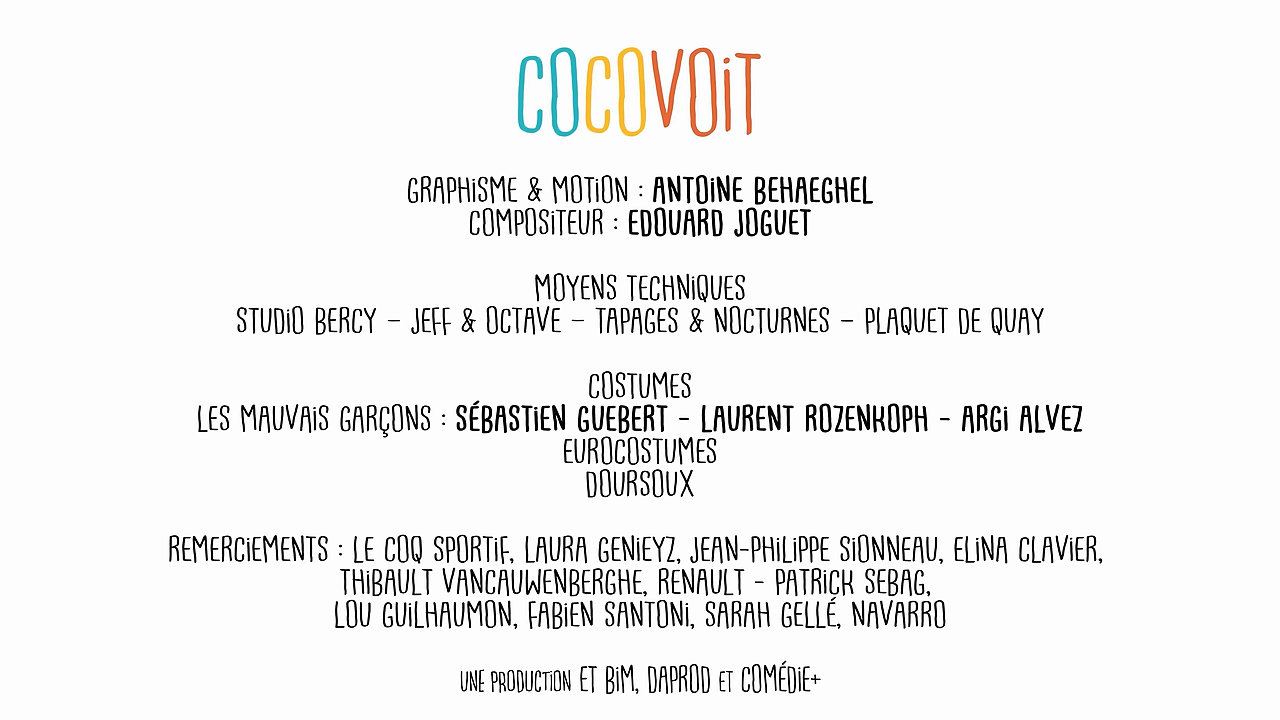 COCOVOiT
GRAPHiSME & MOTiON : ANTOiNE BEHAEGHEL
COMPOSiTEUR : EDOUARD JOGUET
MOYENS TECHNiQUES
STUDiO BERCY – JEFF & OCTAVE – TAPAGES & NOCTURNES – PLAQUET DE QUAY
COSTUMES
LES MAUVAiS GARÇONS : SÉBASTiEN GUEBERT - LAURENT ROZENKOPH - ARGi ALVEZ
EUROCOSTUMES
DOURSOUX
REMERCiEMENTS : LE COQ SPORTiF, LAURA GENiEYZ, JEAN-PHiLiPPE SiONNEAU, ELiNA CLAViER,
THiBAULT VANCAUWENBERGHE, RENAULT - PATRiCK SEBAG,
LOU GUiLHAUMON, FABiEN SANTONi, SARAH GELLÉ, NAVARRO
UNE PRODUCTiON ET BiM, DAPROD ET COMÉDiE+